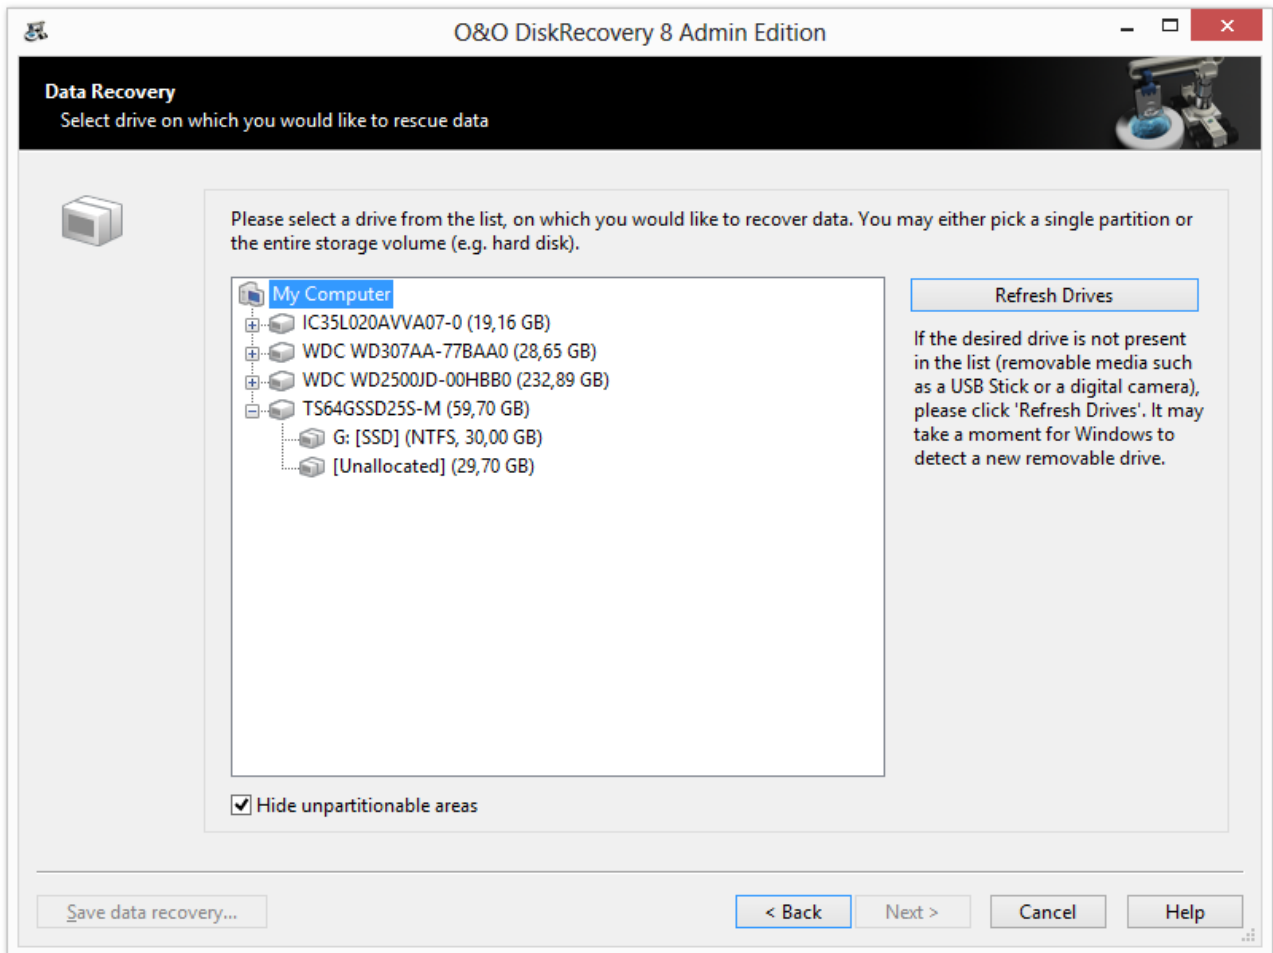 O&O DiskRecovery 8 Admin Edition
Data Recovery
Select drive on which you would like to rescue data
Please select a drive from the list, on which you would like to recover data. You may either pick a single partition or
the entire storage volume (e.g. hard disk).
My Computer
IC35L020AVVA07-0 (19,16 GB)
WDC WD307AA-77BAA0 (28,65 GB)
WDC WD2500JD-00HBB0 (232,89 GB)
TS64GSSD25S-M (59,70 GB)
G: [SSD] (NTFS, 30,00 GB)
[Unallocated] (29,70 GB)
Refresh Drives
If the desired drive is not present
in the list (removable media such
as a USB Stick or a digital camera),
please click 'Refresh Drives'. It may
take a moment for Windows to
detect a new removable drive.
Hide unpartitionable areas
Save data recovery...
< Back
Next >
Cancel
Help